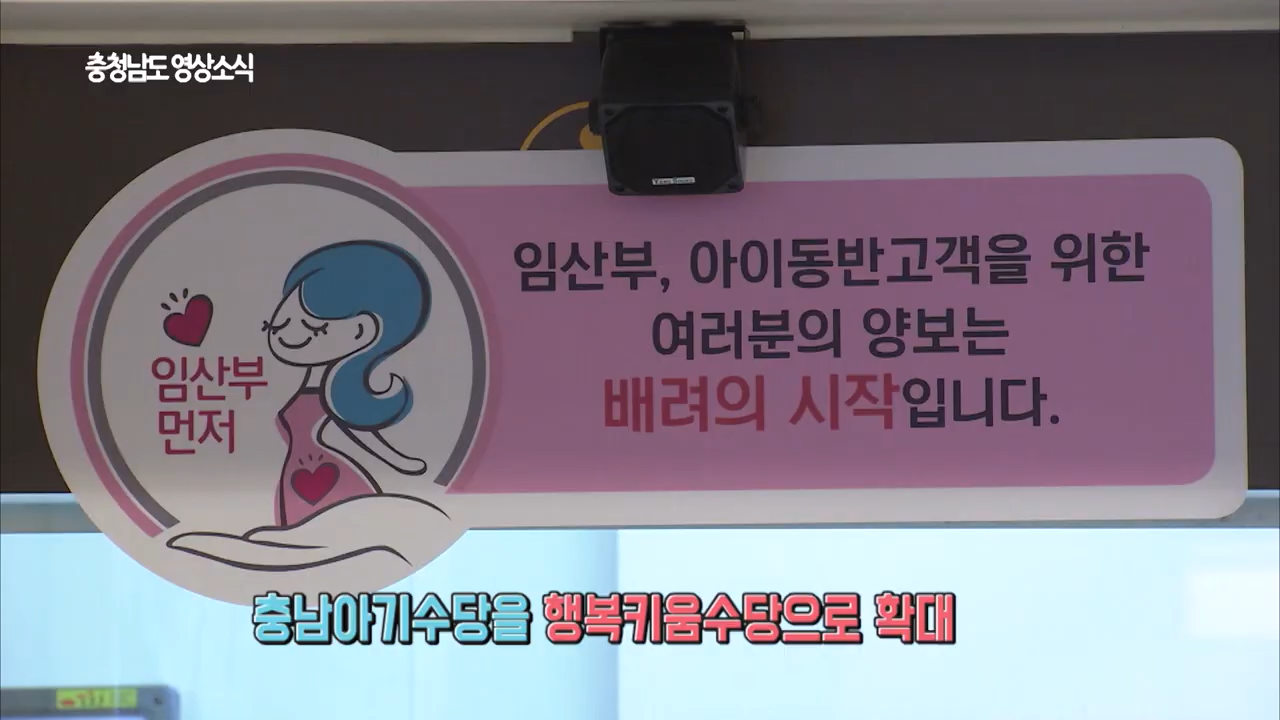 충청남도 영상소식
임산부, 아이동반고객을 위한
여러분의 양보는
배려의 시작입니다.
임산부
먼저
충남아기수당을 행복키움수당으로 확대